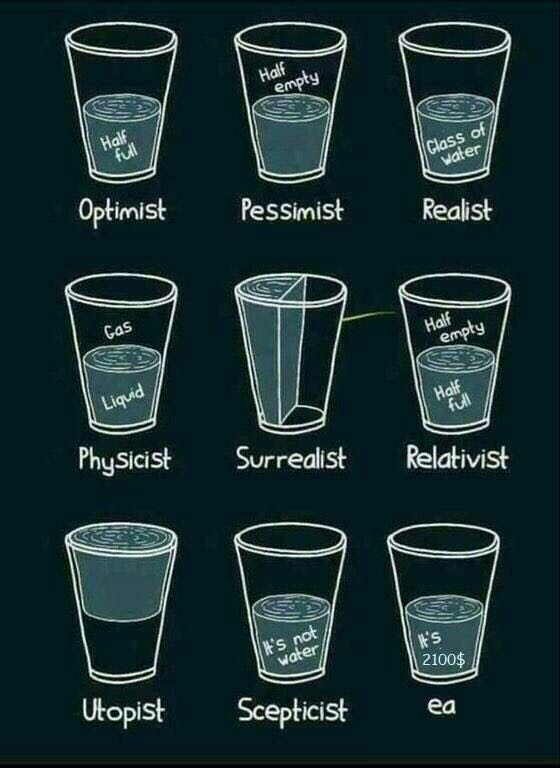 Half
full
Optimist
Half
empty
Pessimist
Glass of
water
Realist
Gas
Liquid
Physicist
Surrealist
Half
empty
Half
full
Relativist
Utopist
It's not
water
Scepticist
It's
2100$
ea